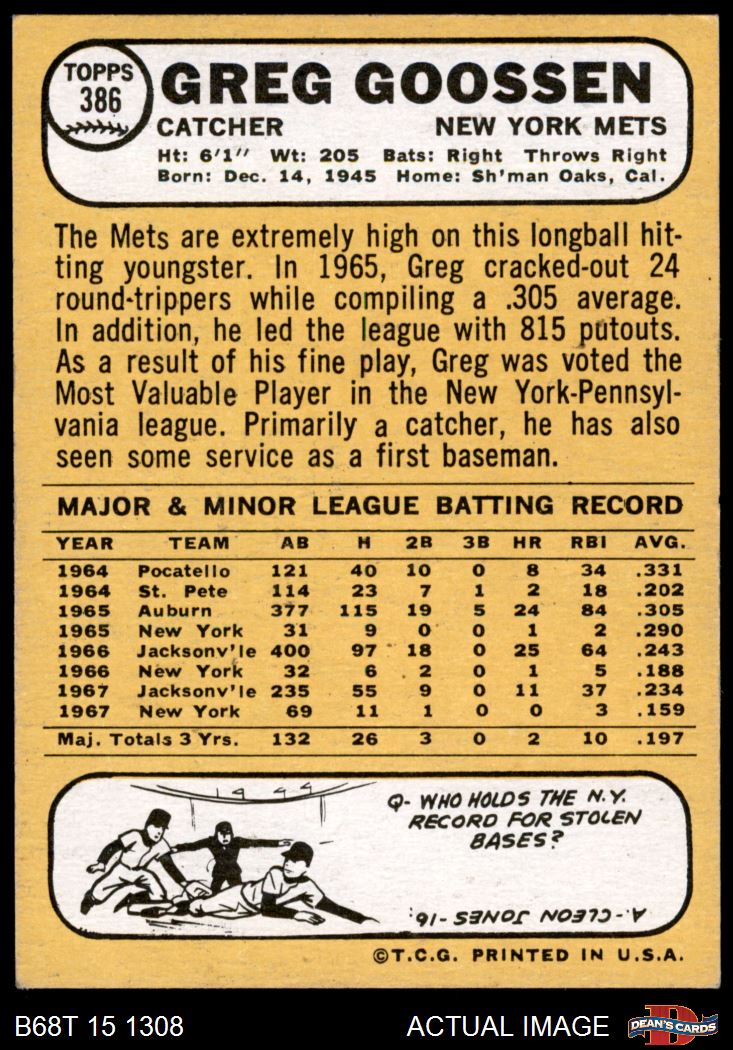 TOPPS
386
GREG GOOSSEN
CATCHER NEW YORK METS
Ht: 6'1" Wt: 205 Bats: Right Throws Right
Born: Dec. 14, 1945 Home: Sh'man Oaks, Cal.
The Mets are extremely high on this longball hit-
ting youngster. In 1965, Greg cracked-out 24
round-trippers while compiling a .305 average.
In addition, he led the league with 815 putouts.
As a result of his fine play, Greg was voted the
Most Valuable Player in the New York-Pennsyl-
vania league. Primarily a catcher, he has also
seen some service as a first baseman.
MAJOR & MINOR LEAGUE BATTING RECORD
YEAR TEAM AB H 2B 3B HR RBI AVG.
1964 Pocatello 121 40 10 0 8 34 .331
1964 St. Pete 114 23 7 1 2 18 .202
1965 Auburn 377 115 19 5 24 84 .305
1965 New York 31 9 0 0 1 2 .290
1966 Jacksonv'le 400 97 18 0 25 64 .243
1966 New York 32 6 2 0 1 5 .188
1967 Jacksonv'le 235 55 9 0 11 37 .234
1967 New York 69 11 1 0 0 3 .159
Maj. Totals 3 Yrs. 132 26 3 0 2 10 .197
Q- WHO HOLDS THE N.Y.
RECORD FOR STOLEN
BASES?
A.- CLEON JONES -16.
©T.C.G. PRINTED IN U.S.A.
B68T 15 1308 ACTUAL IMAGE DEAN'S CARDS